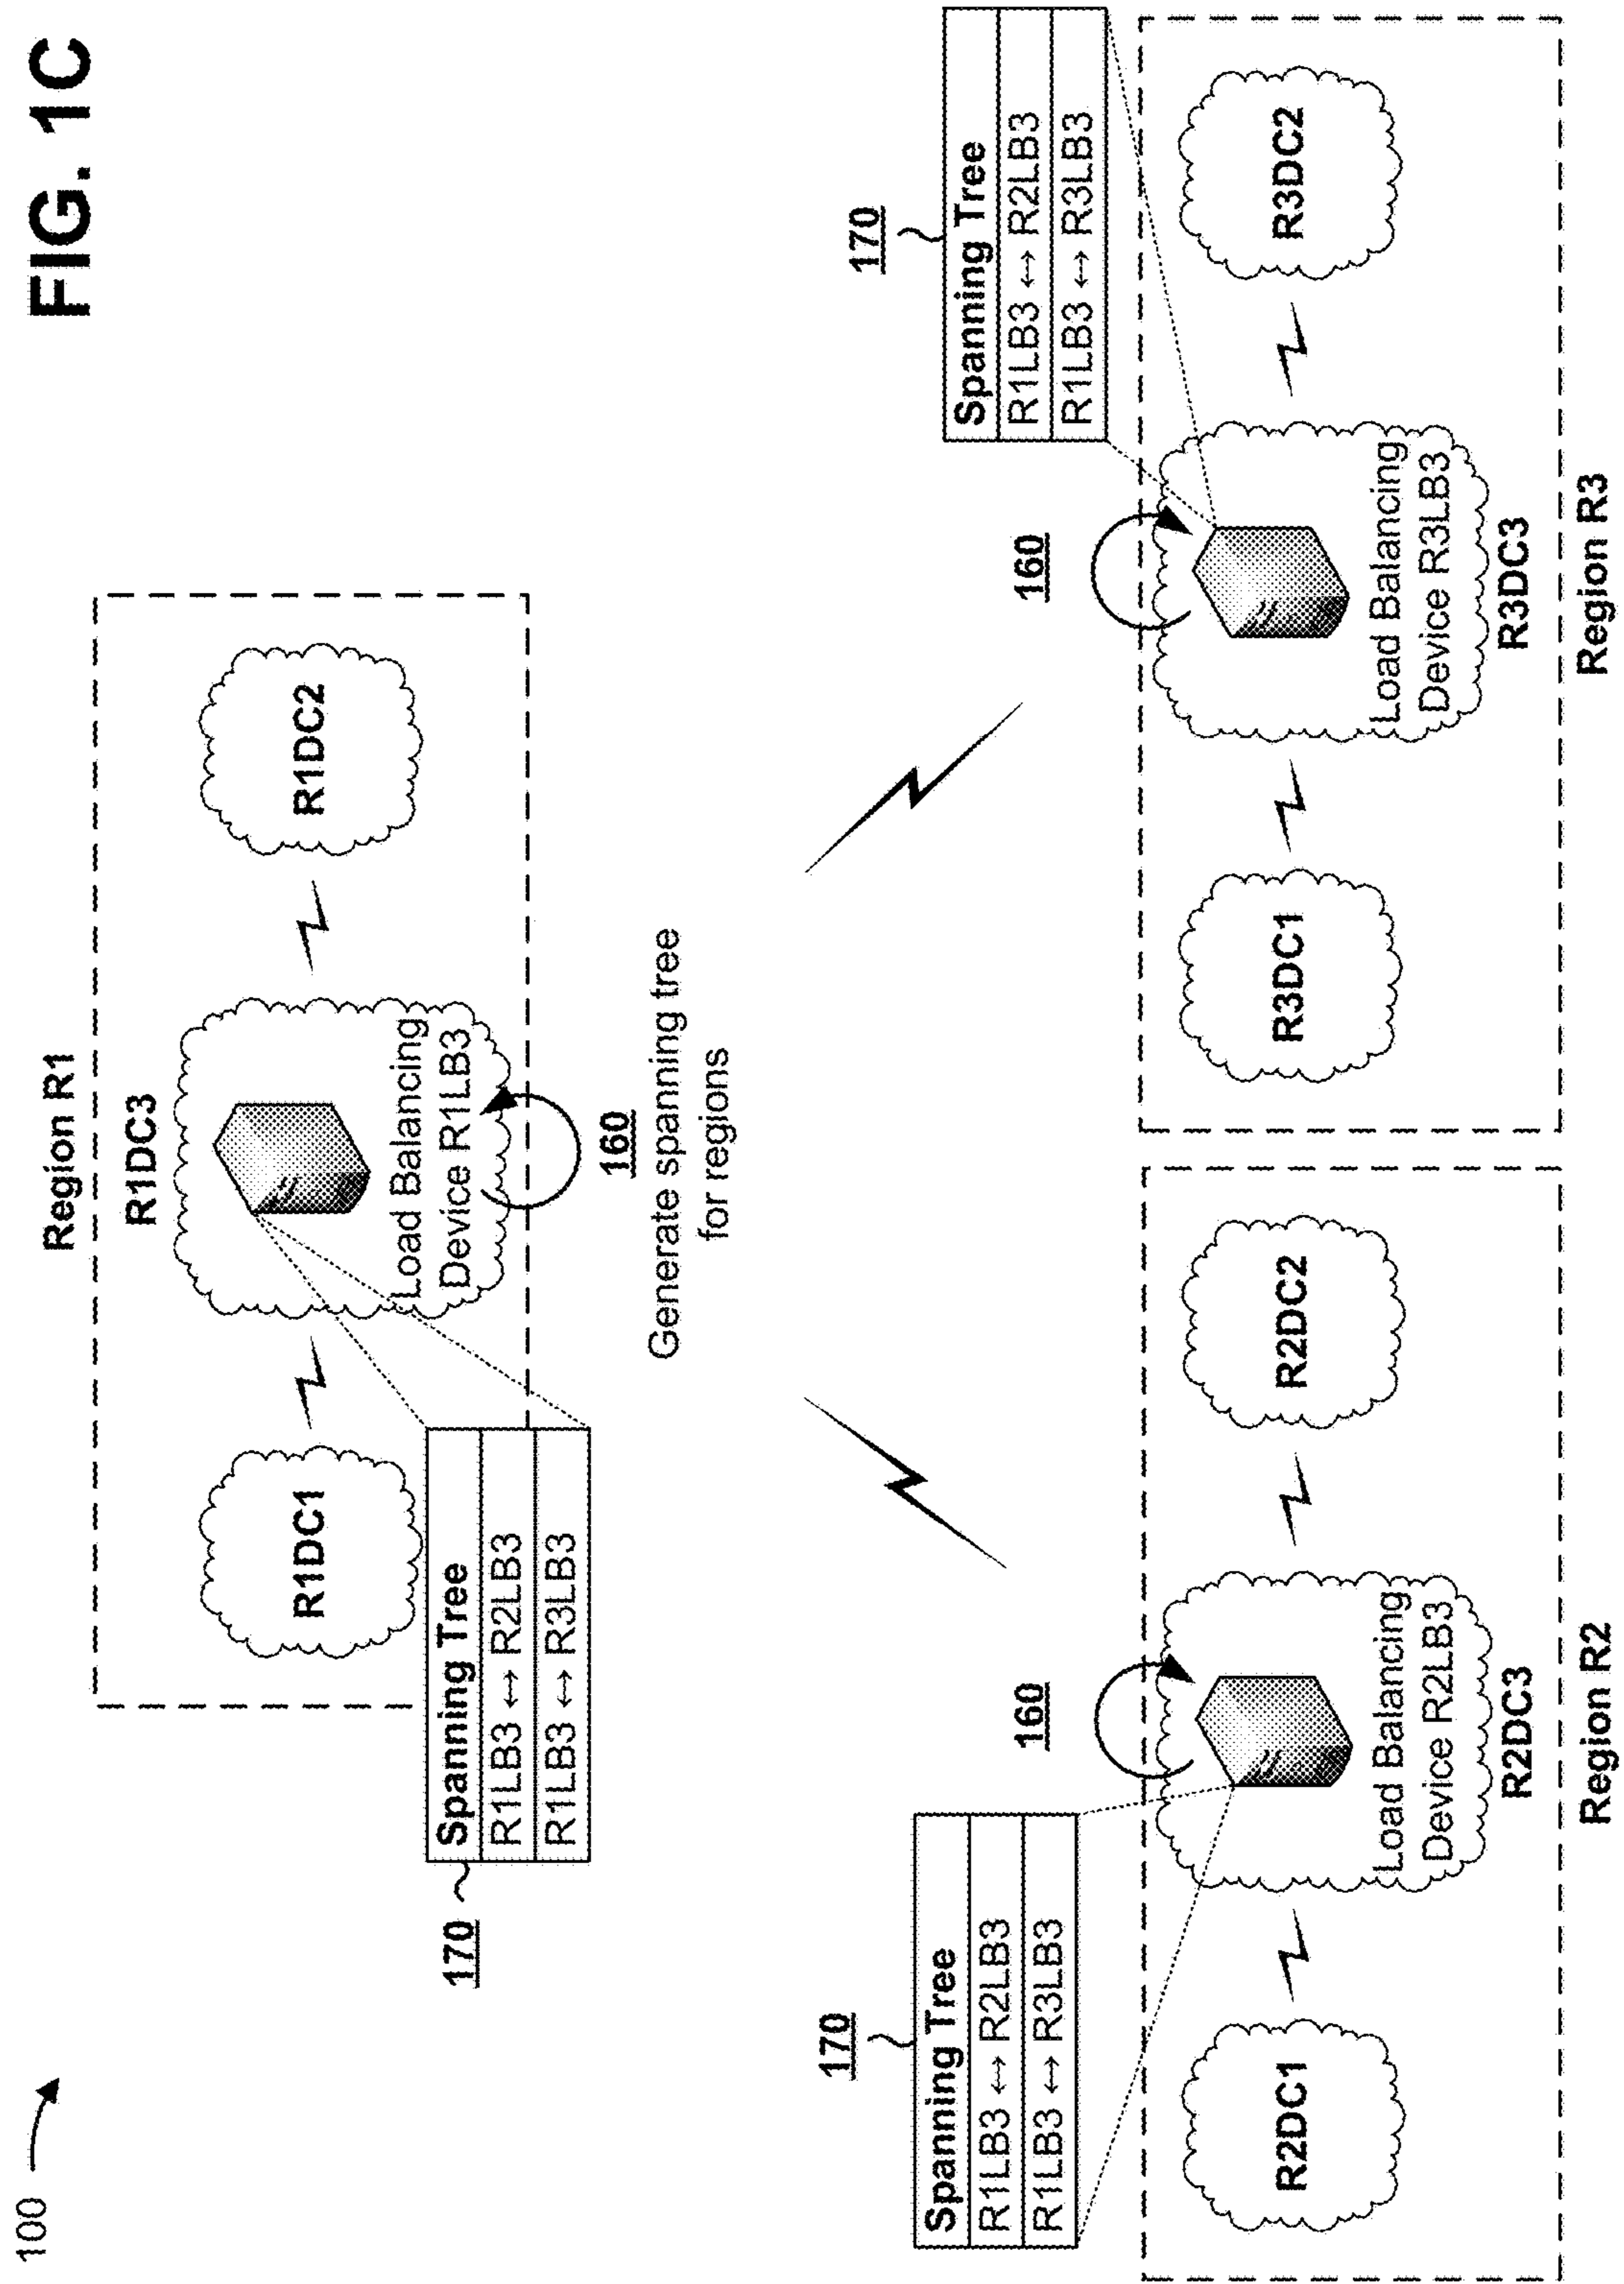 100
FIG. 1C
Region R1
R1DC3
R1DC1
Load Balancing
Device R1LB3
R1DC2
170
Spanning Tree
R1LB3 ↔ R2LB3
R1LB3 ↔ R3LB3
160
Generate spanning tree
for regions
170
Spanning Tree
R1LB3 ↔ R2LB3
R1LB3 ↔ R3LB3
160
R2DC1
Load Balancing
Device R2LB3
R2DC3
R2DC2
Region R2
170
Spanning Tree
R1LB3 ↔ R2LB3
R1LB3 ↔ R3LB3
160
R3DC1
Load Balancing
Device R3LB3
R3DC3
R3DC2
Region R3